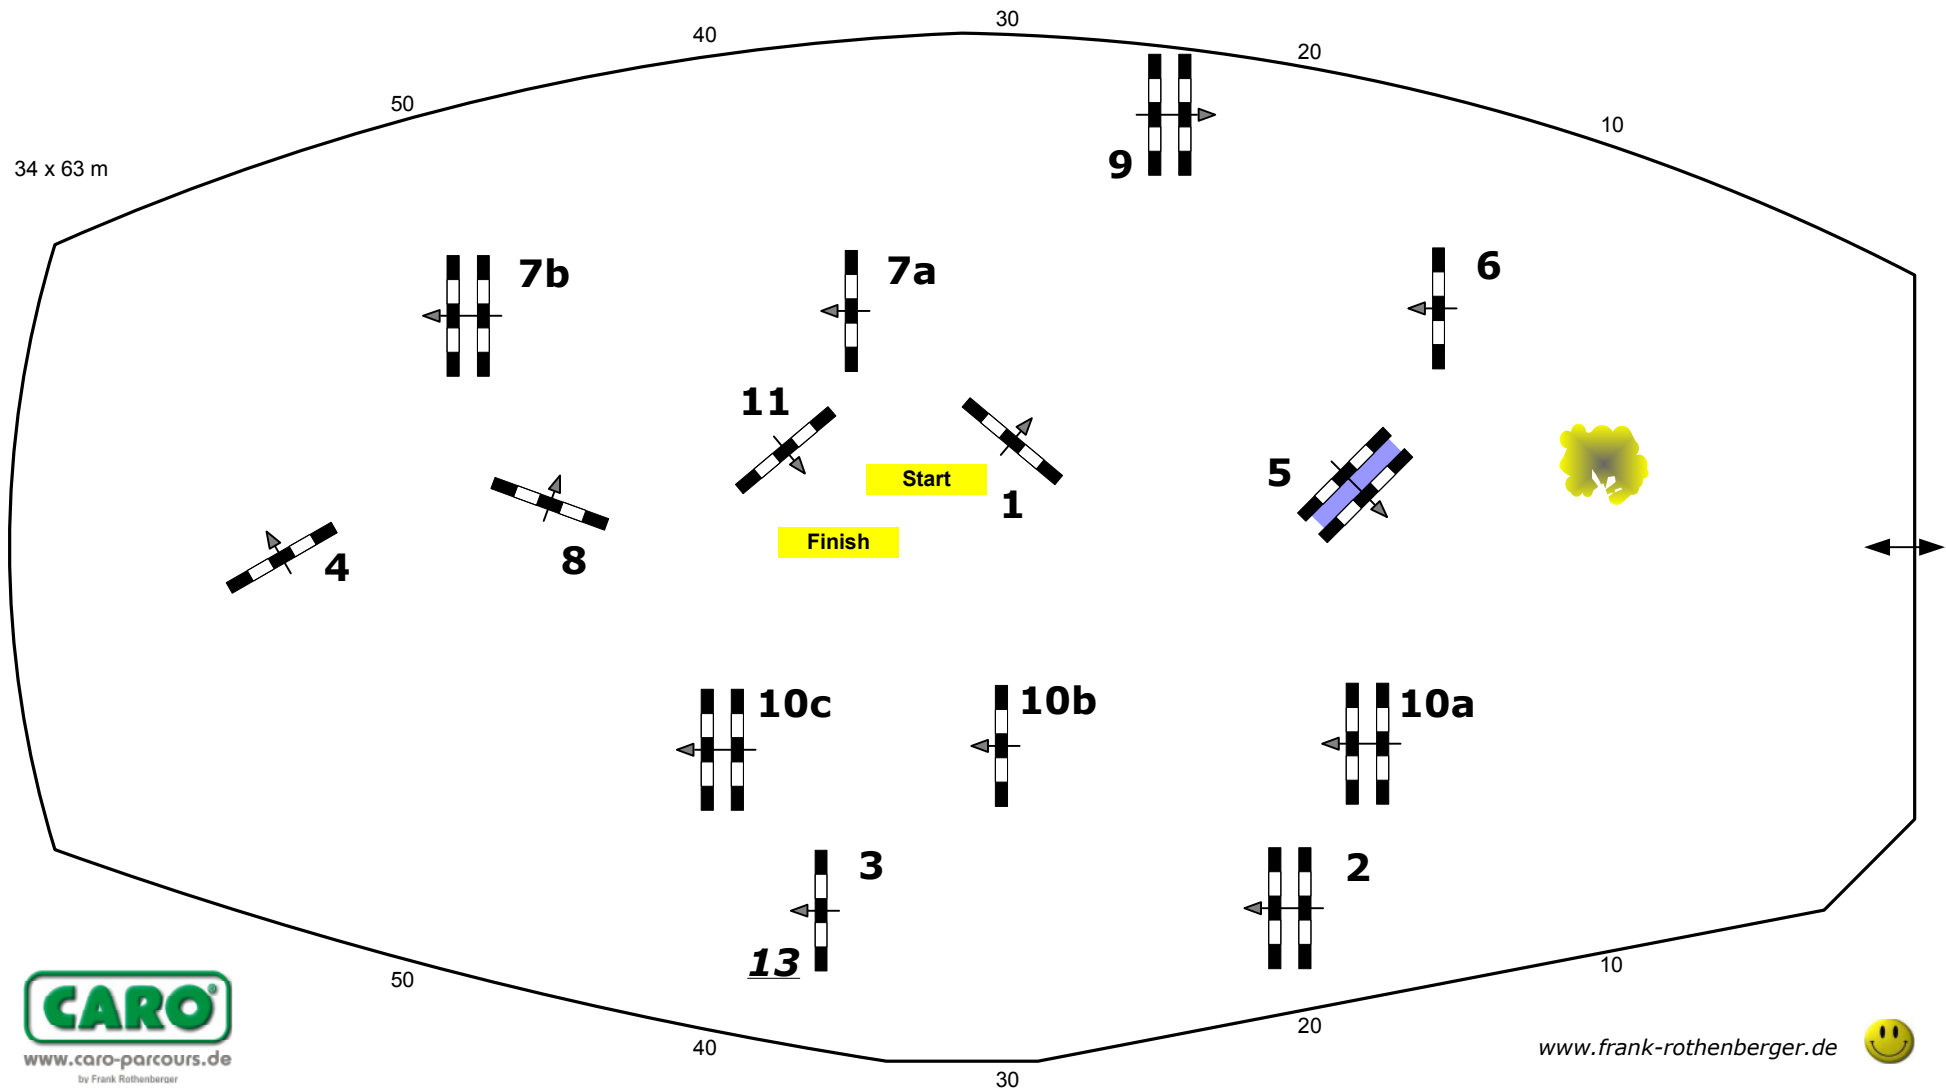 30
40
20
50
10
34 x 63 m
9
7b
7a
6
11
5
Start
1
Finish
8
4
10c
10b
10a
3
2
13
10
50
20
40
30
CARO®
www.caro-parcours.de
by Frank Rothenberger
www.frank-rothenberger.de